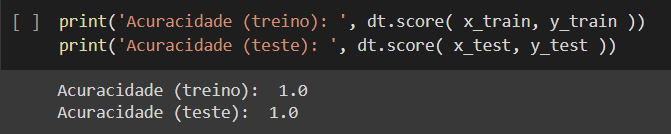 [ ] print('Acuracidade (treino): ', dt.score( x_train, y_train ))
print('Acuracidade (teste): ', dt.score( x_test, y_test ))
Acuracidade (treino):  1.0
Acuracidade (teste):  1.0